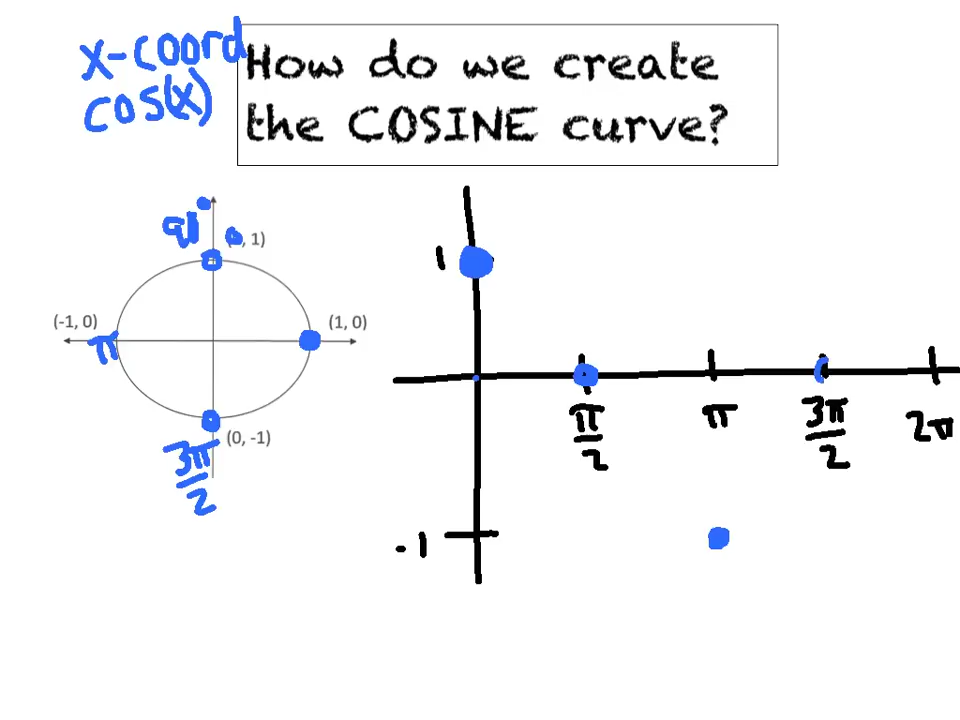 x-coord
cos(x)
How do we create
the COSINE curve?
(-1, 0)
π
(1, 0)
(0, -1)
3π/2
1
-1
π/2
π
3π/2
2π